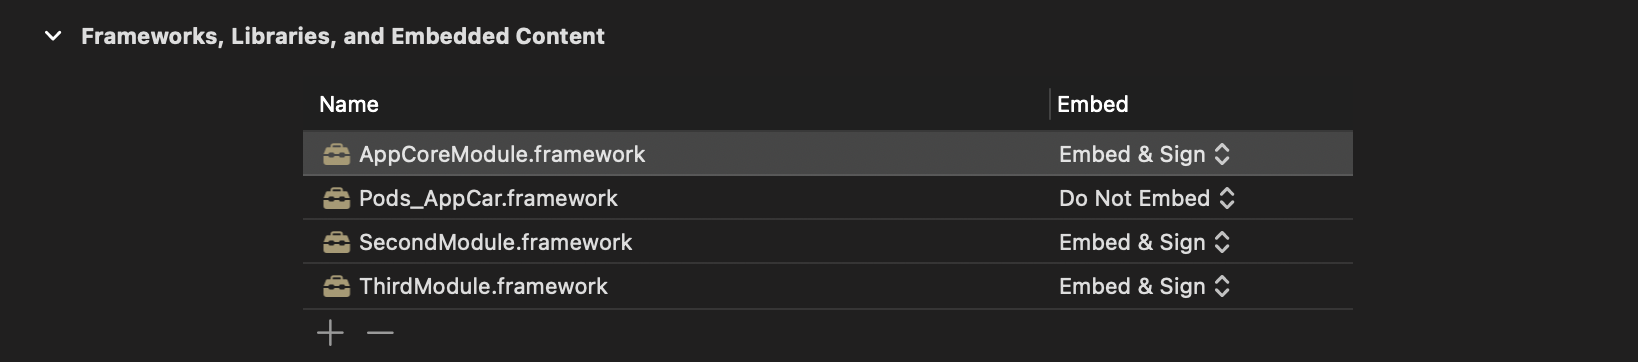 Frameworks, Libraries, and Embedded Content
Name Embed
AppCoreModule.framework Embed & Sign
Pods_AppCar.framework Do Not Embed
SecondModule.framework Embed & Sign
ThirdModule.framework Embed & Sign